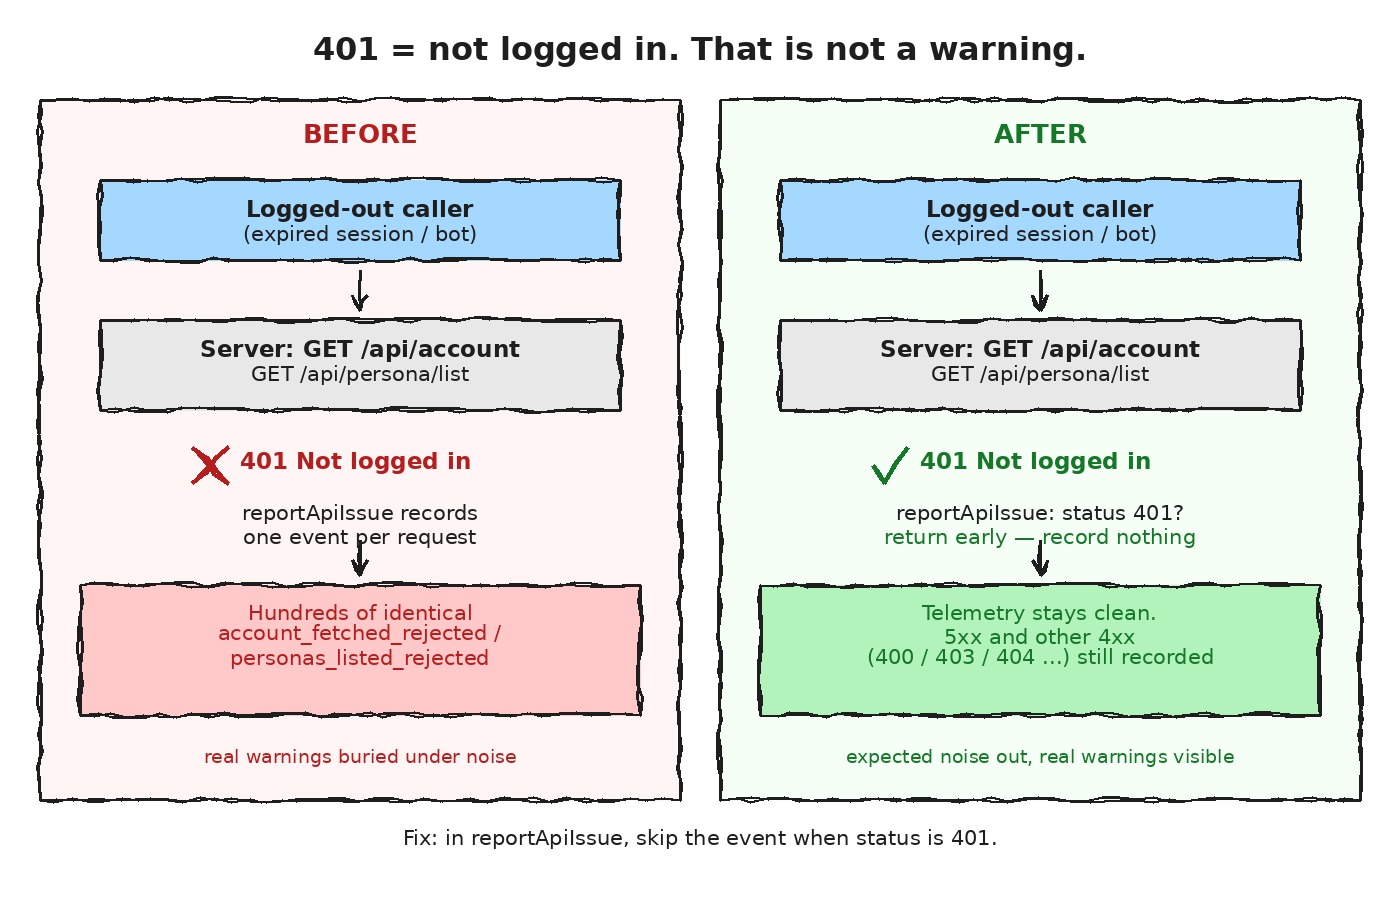 401 = not logged in. That is not a warning.
BEFORE
Logged-out caller
(expired session / bot)
Server: GET /api/account
GET /api/persona/list
401 Not logged in
reportApiIssue records
one event per request
Hundreds of identical
account_fetched_rejected /
personas_listed_rejected
real warnings buried under noise
AFTER
Logged-out caller
(expired session / bot)
Server: GET /api/account
GET /api/persona/list
401 Not logged in
reportApiIssue: status 401?
return early — record nothing
Telemetry stays clean.
5xx and other 4xx
(400 / 403 / 404 ...) still recorded
expected noise out, real warnings visible
Fix: in reportApiIssue, skip the event when status is 401.